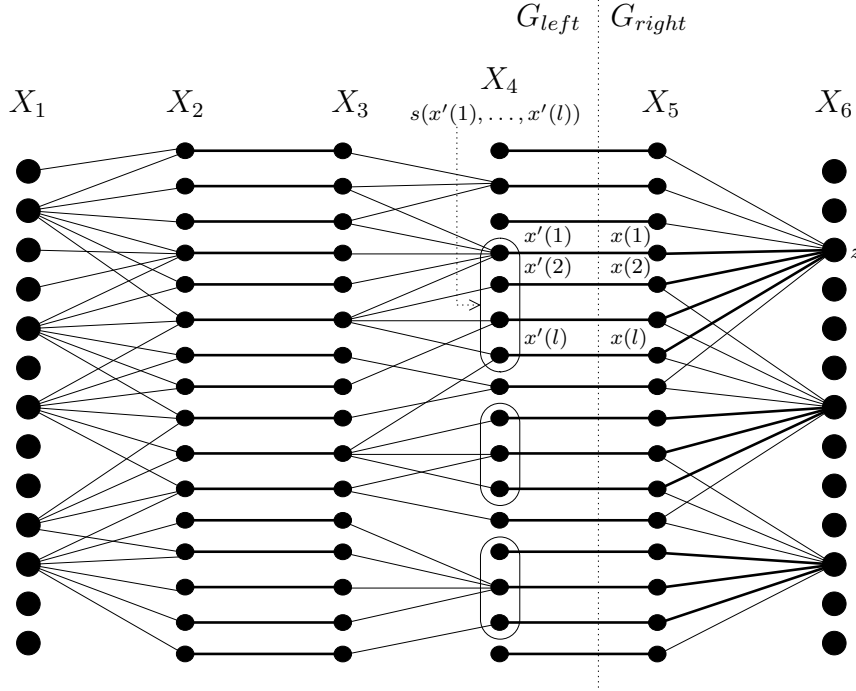 G_{left} G_{right}
X_1 X_2 X_3 X_4 X_5 X_6
s(x'(1), . . . , x'(l))
x'(1) x(1)
z
x'(2) x(2)
x'(l) x(l)